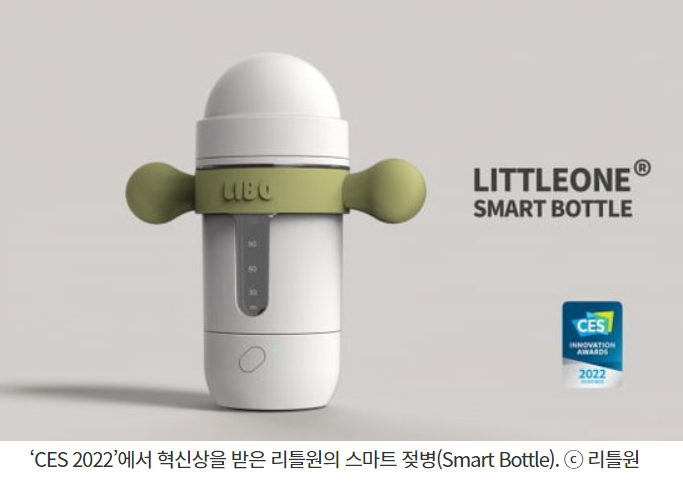 LIBO
90
60
30
LITTLEONE®
SMART BOTTLE
CES
INNOVATION
AWARDS
2022
‘CES 2022’에서 혁신상을 받은 리틀원의 스마트 젖병(Smart Bottle). ⓒ 리틀원